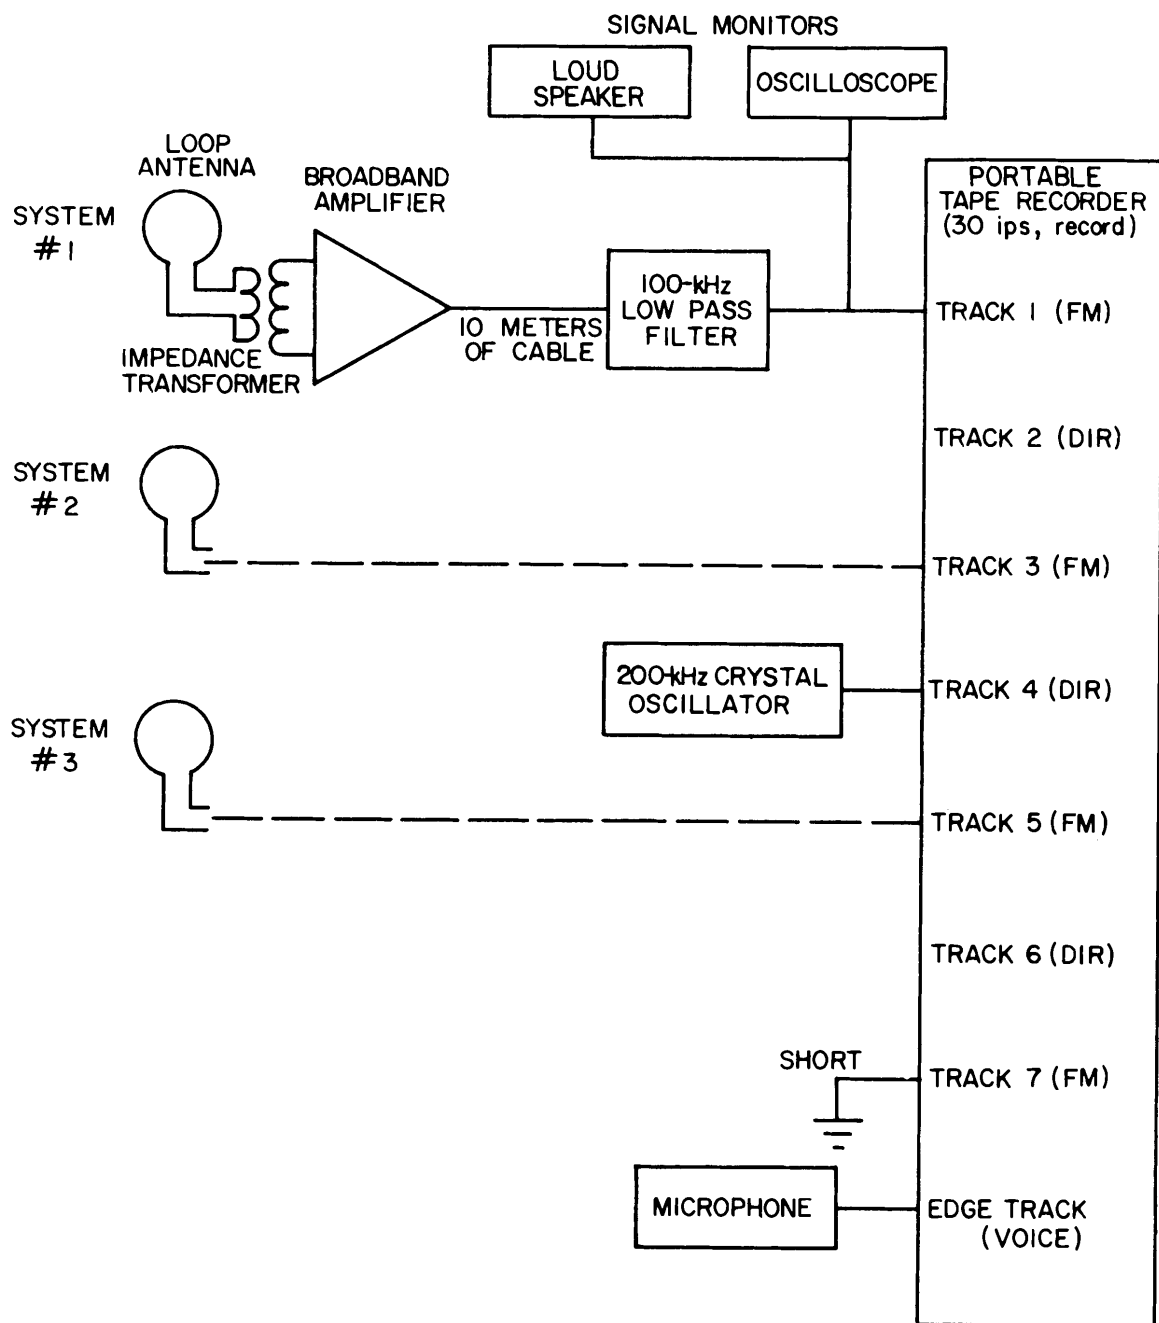 SIGNAL MONITORS
LOUD
SPEAKER
OSCILLOSCOPE
LOOP
ANTENNA
BROADBAND
AMPLIFIER
SYSTEM
#1
IMPEDANCE
TRANSFORMER
10 METERS
OF CABLE
100-kHz
LOW PASS
FILTER
PORTABLE
TAPE RECORDER
(30 ips, record)
TRACK 1 (FM)
TRACK 2 (DIR)
SYSTEM
#2
TRACK 3 (FM)
200-kHz CRYSTAL
OSCILLATOR
TRACK 4 (DIR)
SYSTEM
#3
TRACK 5 (FM)
TRACK 6 (DIR)
SHORT
TRACK 7 (FM)
MICROPHONE
EDGE TRACK
(VOICE)